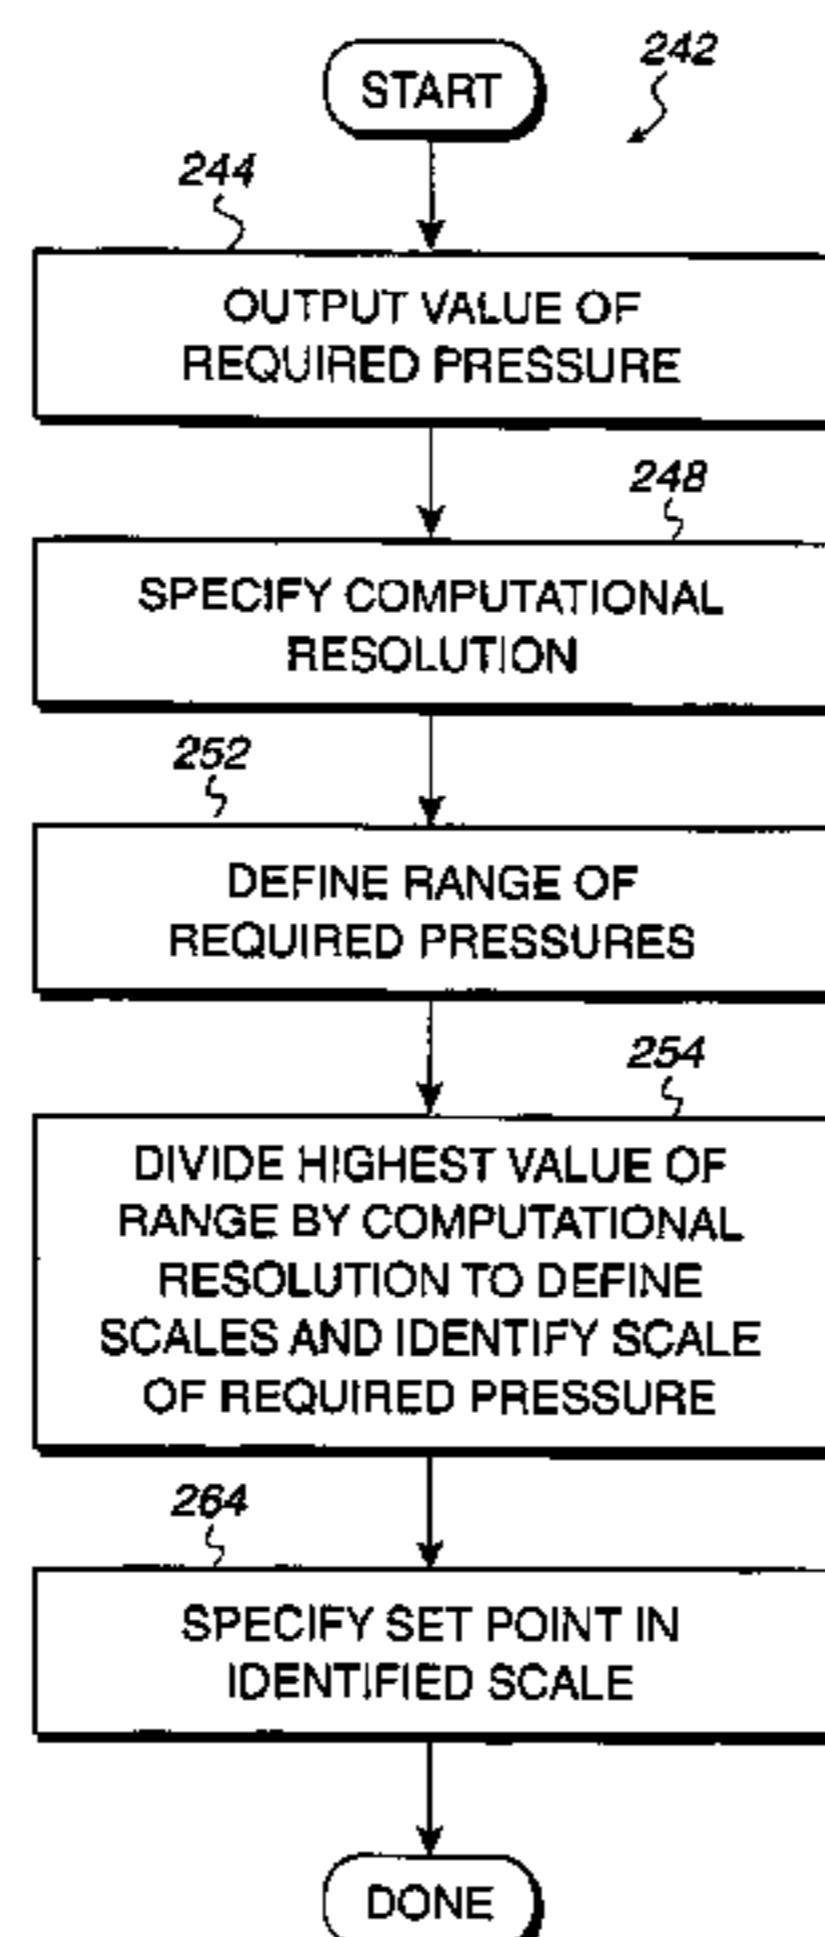 START
242
244
OUTPUT VALUE OF
REQUIRED PRESSURE
248
SPECIFY COMPUTATIONAL
RESOLUTION
252
DEFINE RANGE OF
REQUIRED PRESSURES
254
DIVIDE HIGHEST VALUE OF
RANGE BY COMPUTATIONAL
RESOLUTION TO DEFINE
SCALES AND IDENTIFY SCALE
OF REQUIRED PRESSURE
264
SPECIFY SET POINT IN
IDENTIFIED SCALE
DONE